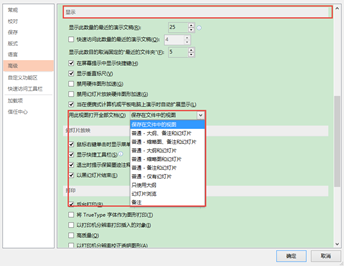 常规
校对
保存
版式
语言
高级
自定义功能区
快速访问工具栏
加载项
信任中心
显示
显示此数量的最近的演示文稿(R): 25
快速访问此数量的最近的演示文稿(Q): 4
显示此数目的取消固定的"最近的文件夹"(F): 5
在屏幕提示中显示快捷键(H)
显示垂直标尺(V)
禁用硬件图形加速(G)
禁用幻灯片放映硬件图形加速(G)
当在便携式计算机或平板电脑上演示时自动扩展显示(L)
用此视图打开全部文档(O) 保存在文件中的视图
保存在文件中的视图
普通 - 大纲、备注和幻灯片
普通 - 缩略图、备注和幻灯片
普通 - 大纲和幻灯片
普通 - 缩略图和幻灯片
普通 - 备注和幻灯片
普通 - 仅有幻灯片
只使用大纲
幻灯片浏览
备注
幻灯片放映
鼠标右键单击时显示菜单
显示快捷工具栏(S)
退出时提示保留墨迹注释
以黑幻灯片结束(E)
打印
后台打印(B)
将 TrueType 字体作为图形打印(T)
以打印机分辨率打印插入的对象(I)
高质量(Q)
以打印机分辨率校正映拼图形(A)
确定
取消